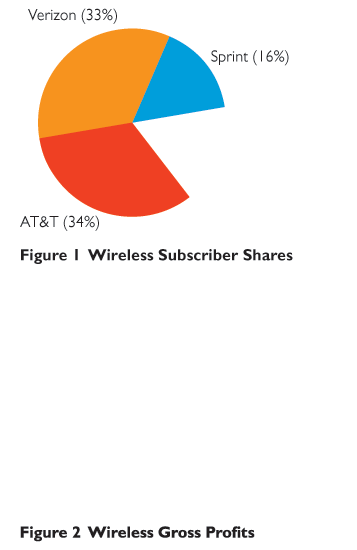 Verizon (33%)
Sprint (16%)
AT&T (34%)
Figure 1 Wireless Subscriber Shares
Figure 2 Wireless Gross Profits